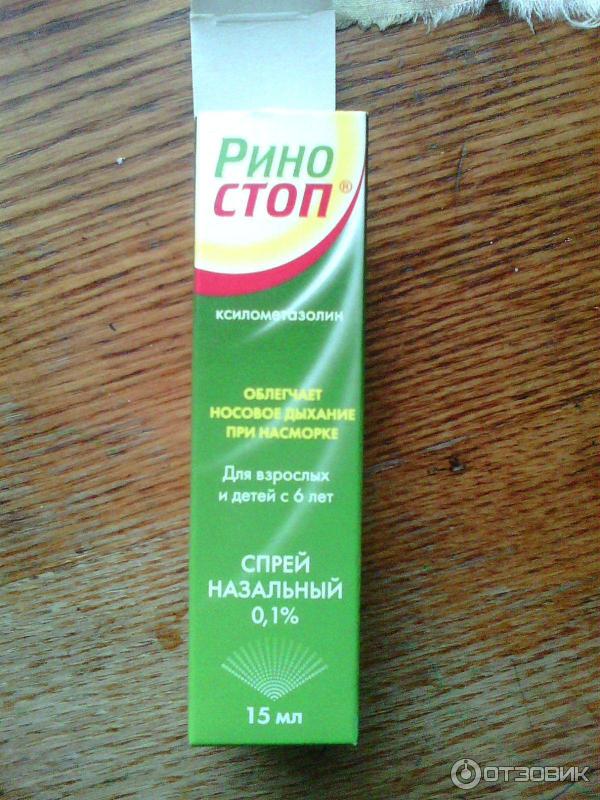 РИНО
СТОП®
ксилометазолин
ОБЛЕГЧАЕТ
НОСОВОЕ ДЫХАНИЕ
ПРИ НАСМОРКЕ
Для взрослых
и детей с 6 лет
СПРЕЙ
НАЗАЛЬНЫЙ
0,1%
15 мл
ОТЗОВИК